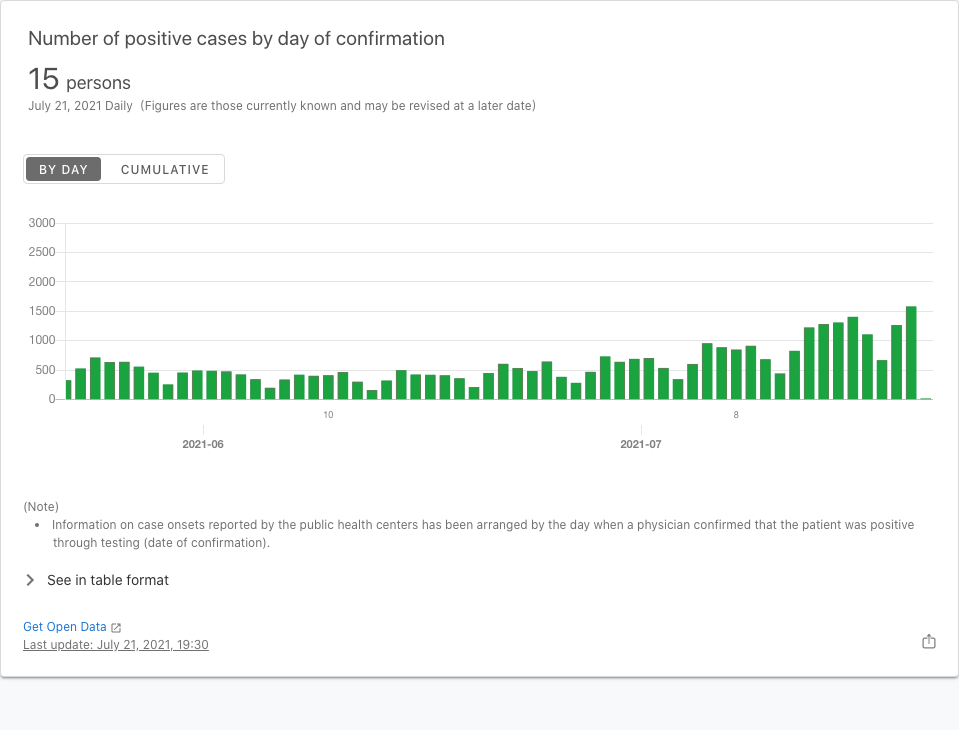 Number of positive cases by day of confirmation
15 persons
July 21, 2021 Daily (Figures are those currently known and may be revised at a later date)
BY DAY CUMULATIVE
3000
2500
2000
1500
1000
500
0
10 8
2021-06 2021-07
(Note)
• Information on case onsets reported by the public health centers has been arranged by the day when a physician confirmed that the patient was positive
through testing (date of confirmation).
See in table format
Get Open Data
Last update: July 21, 2021, 19:30